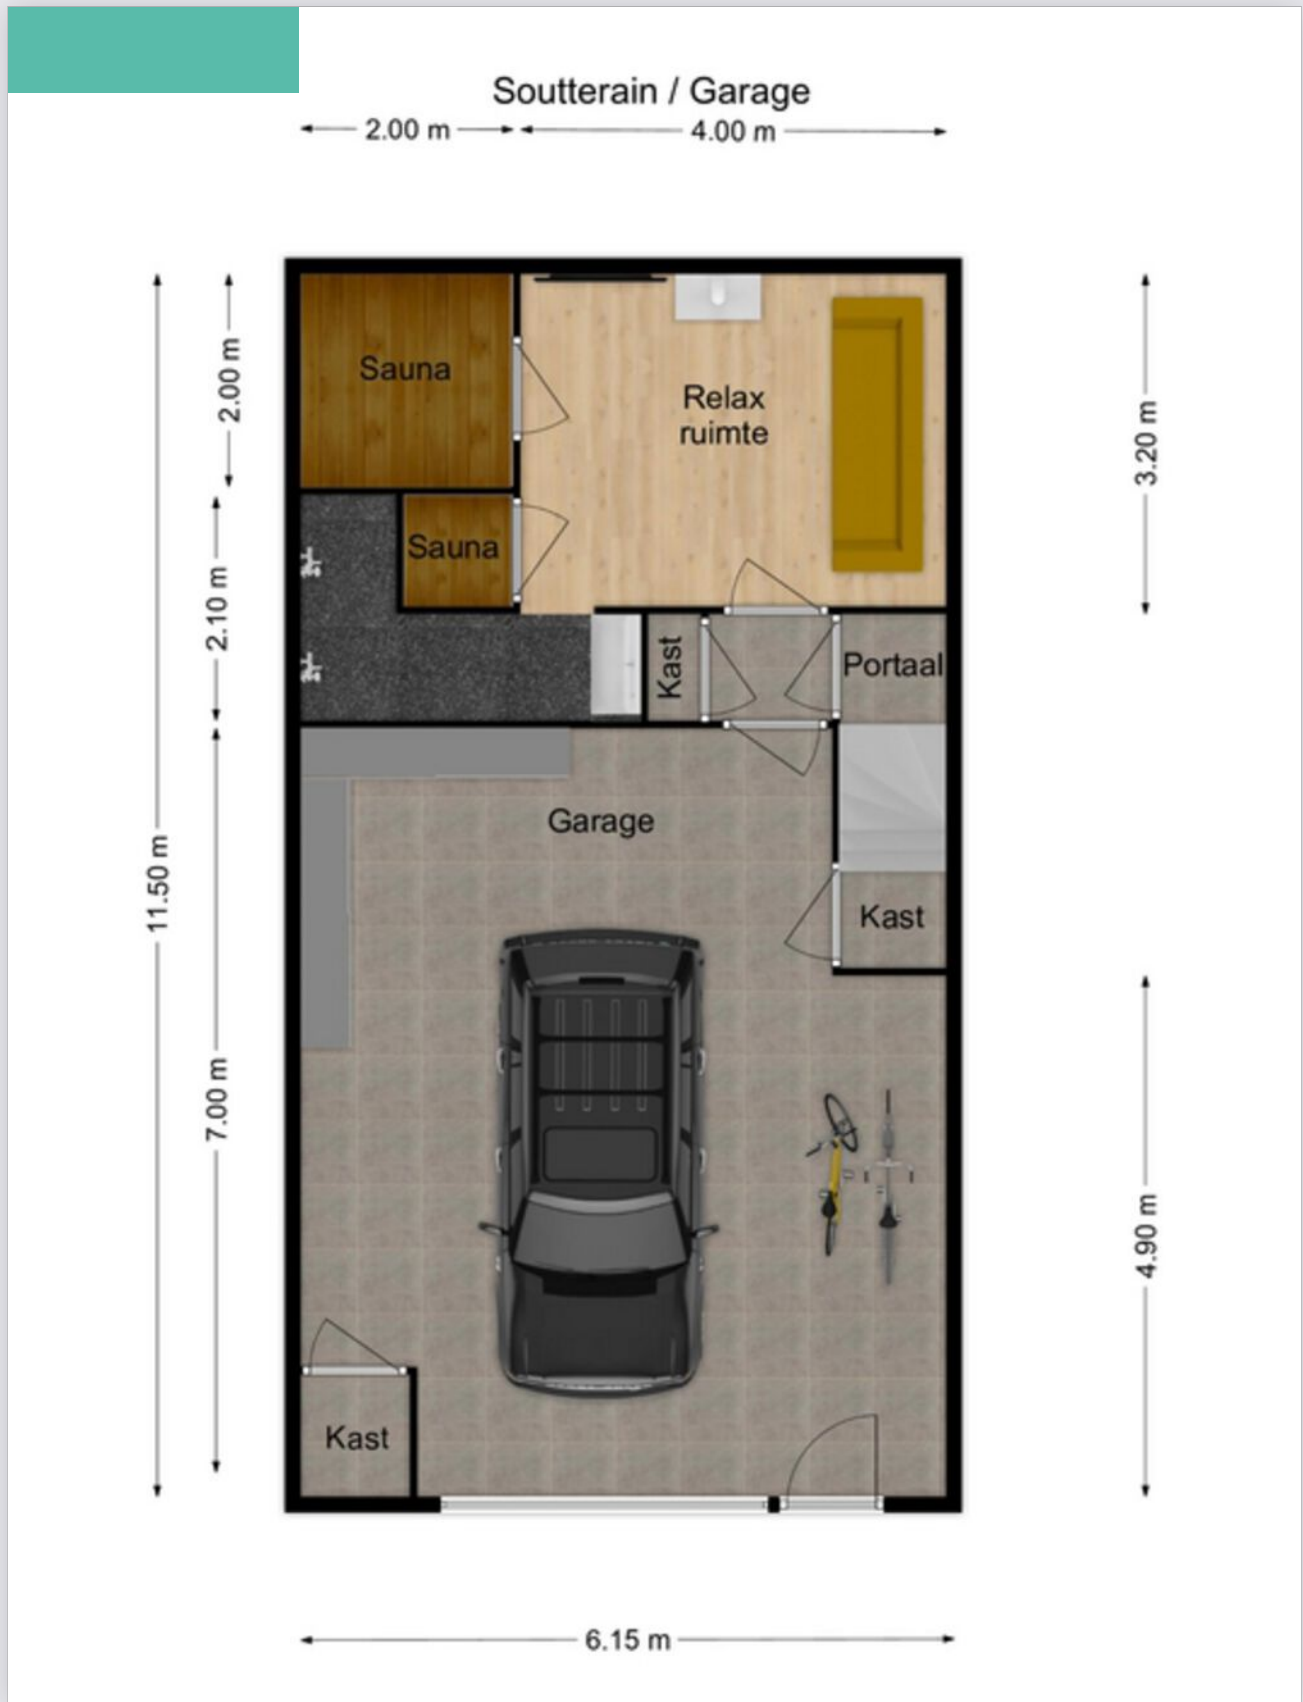 Soutterain / Garage
2.00 m
4.00 m
2.00 m
Sauna
Relax
ruimte
3.20 m
Sauna
2.10 m
Kast
Portaal
Garage
11.50 m
Kast
7.00 m
4.90 m
Kast
6.15 m